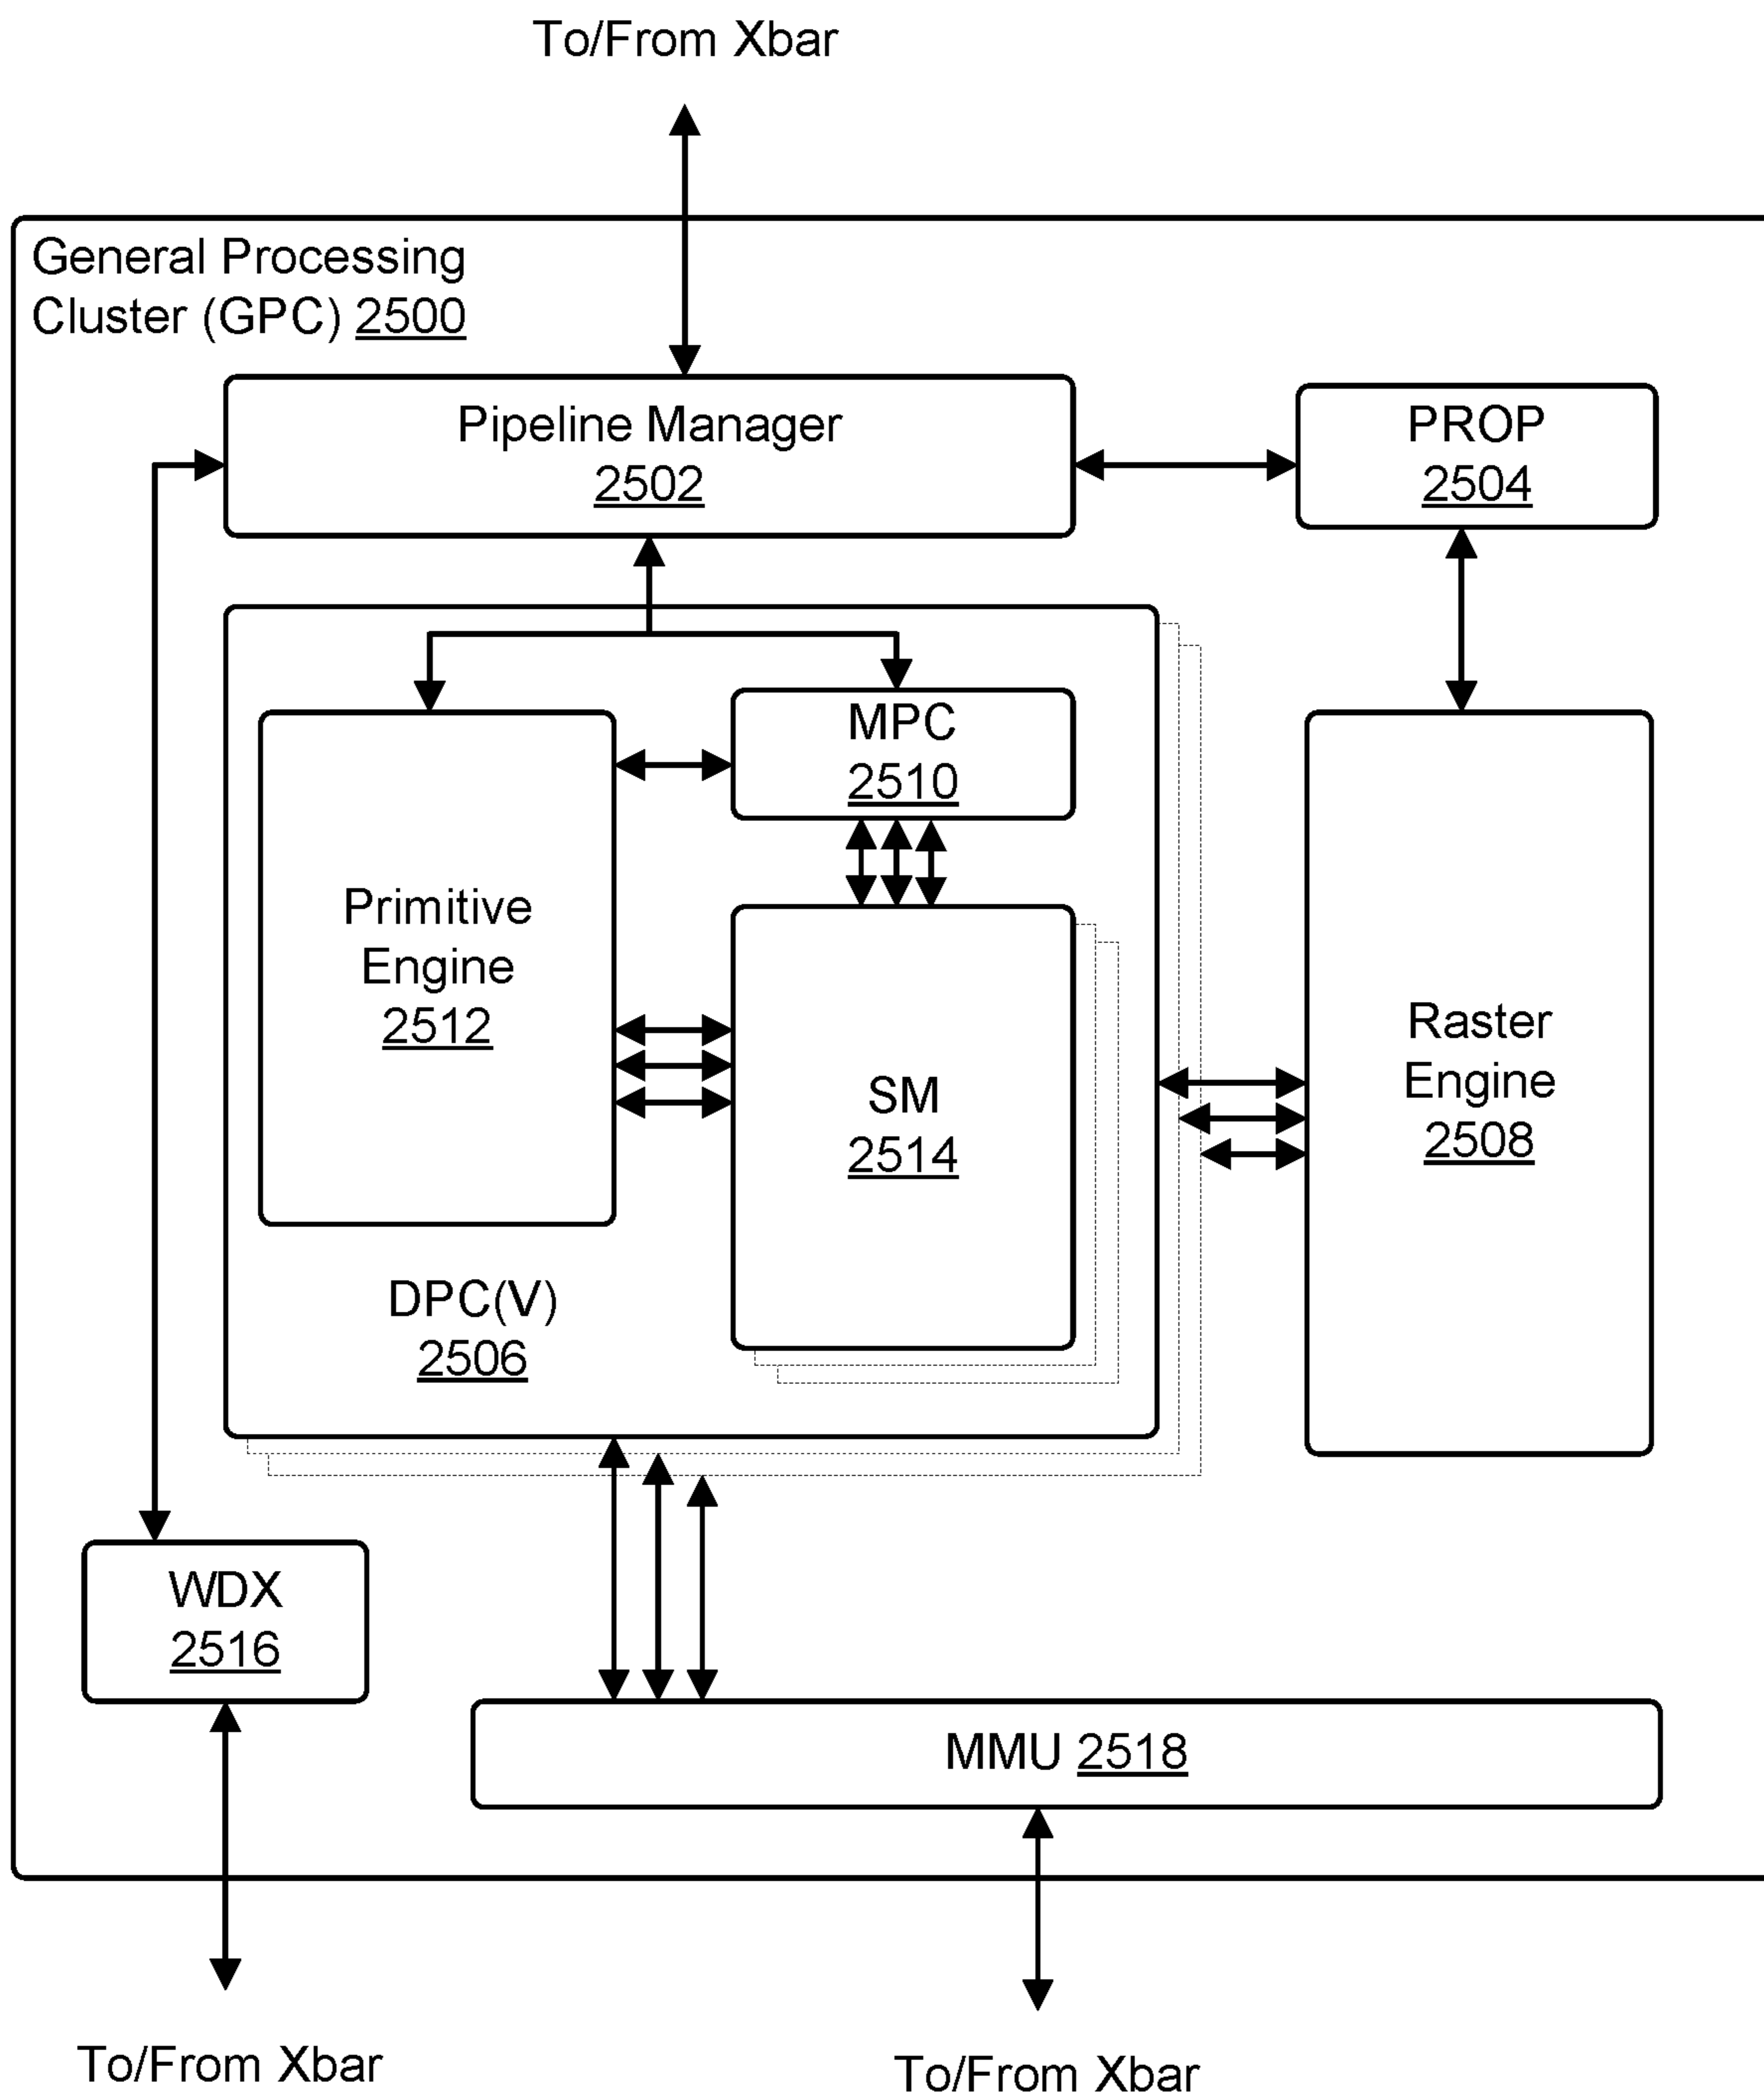 To/From Xbar
General Processing
Cluster (GPC) 2500
Pipeline Manager
2502
PROP
2504
MPC
2510
Primitive
Engine
2512
SM
2514
Raster
Engine
2508
DPC(V)
2506
WDX
2516
MMU 2518
To/From Xbar
To/From Xbar